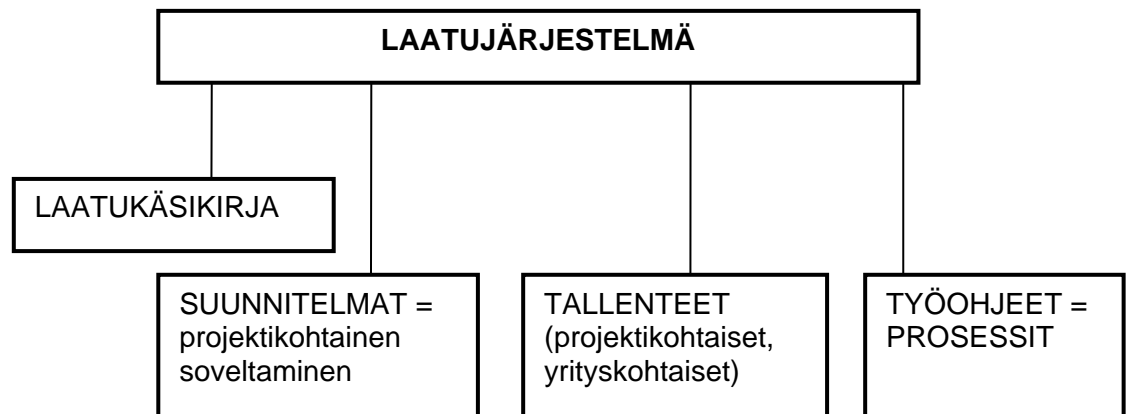 LAATUJÄRJESTELMÄ
LAATUKÄSIKIRJA
SUUNNITELMAT =
projektikohtainen
soveltaminen
TALLENTEET
(projektikohtaiset,
yrityskohtaiset)
TYÖOHJEET =
PROSESSIT